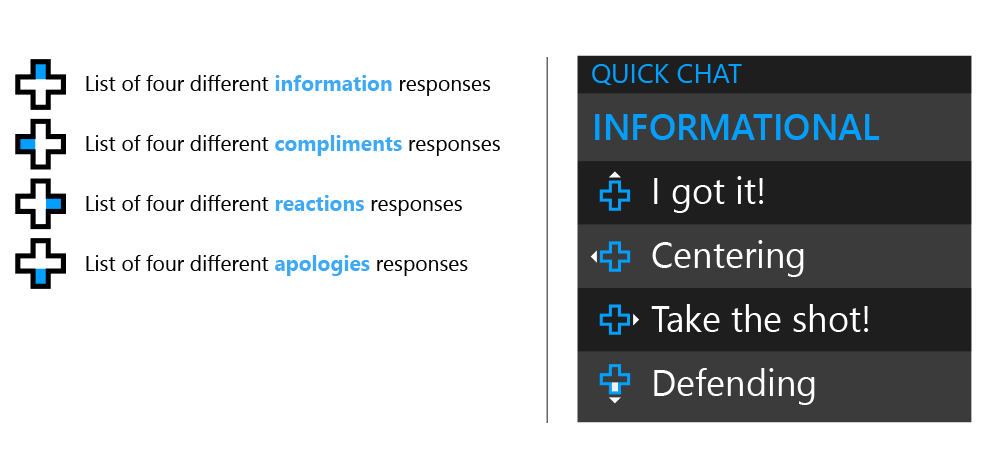 List of four different information responses
List of four different compliments responses
List of four different reactions responses
List of four different apologies responses
QUICK CHAT
INFORMATIONAL
I got it!
Centering
Take the shot!
Defending